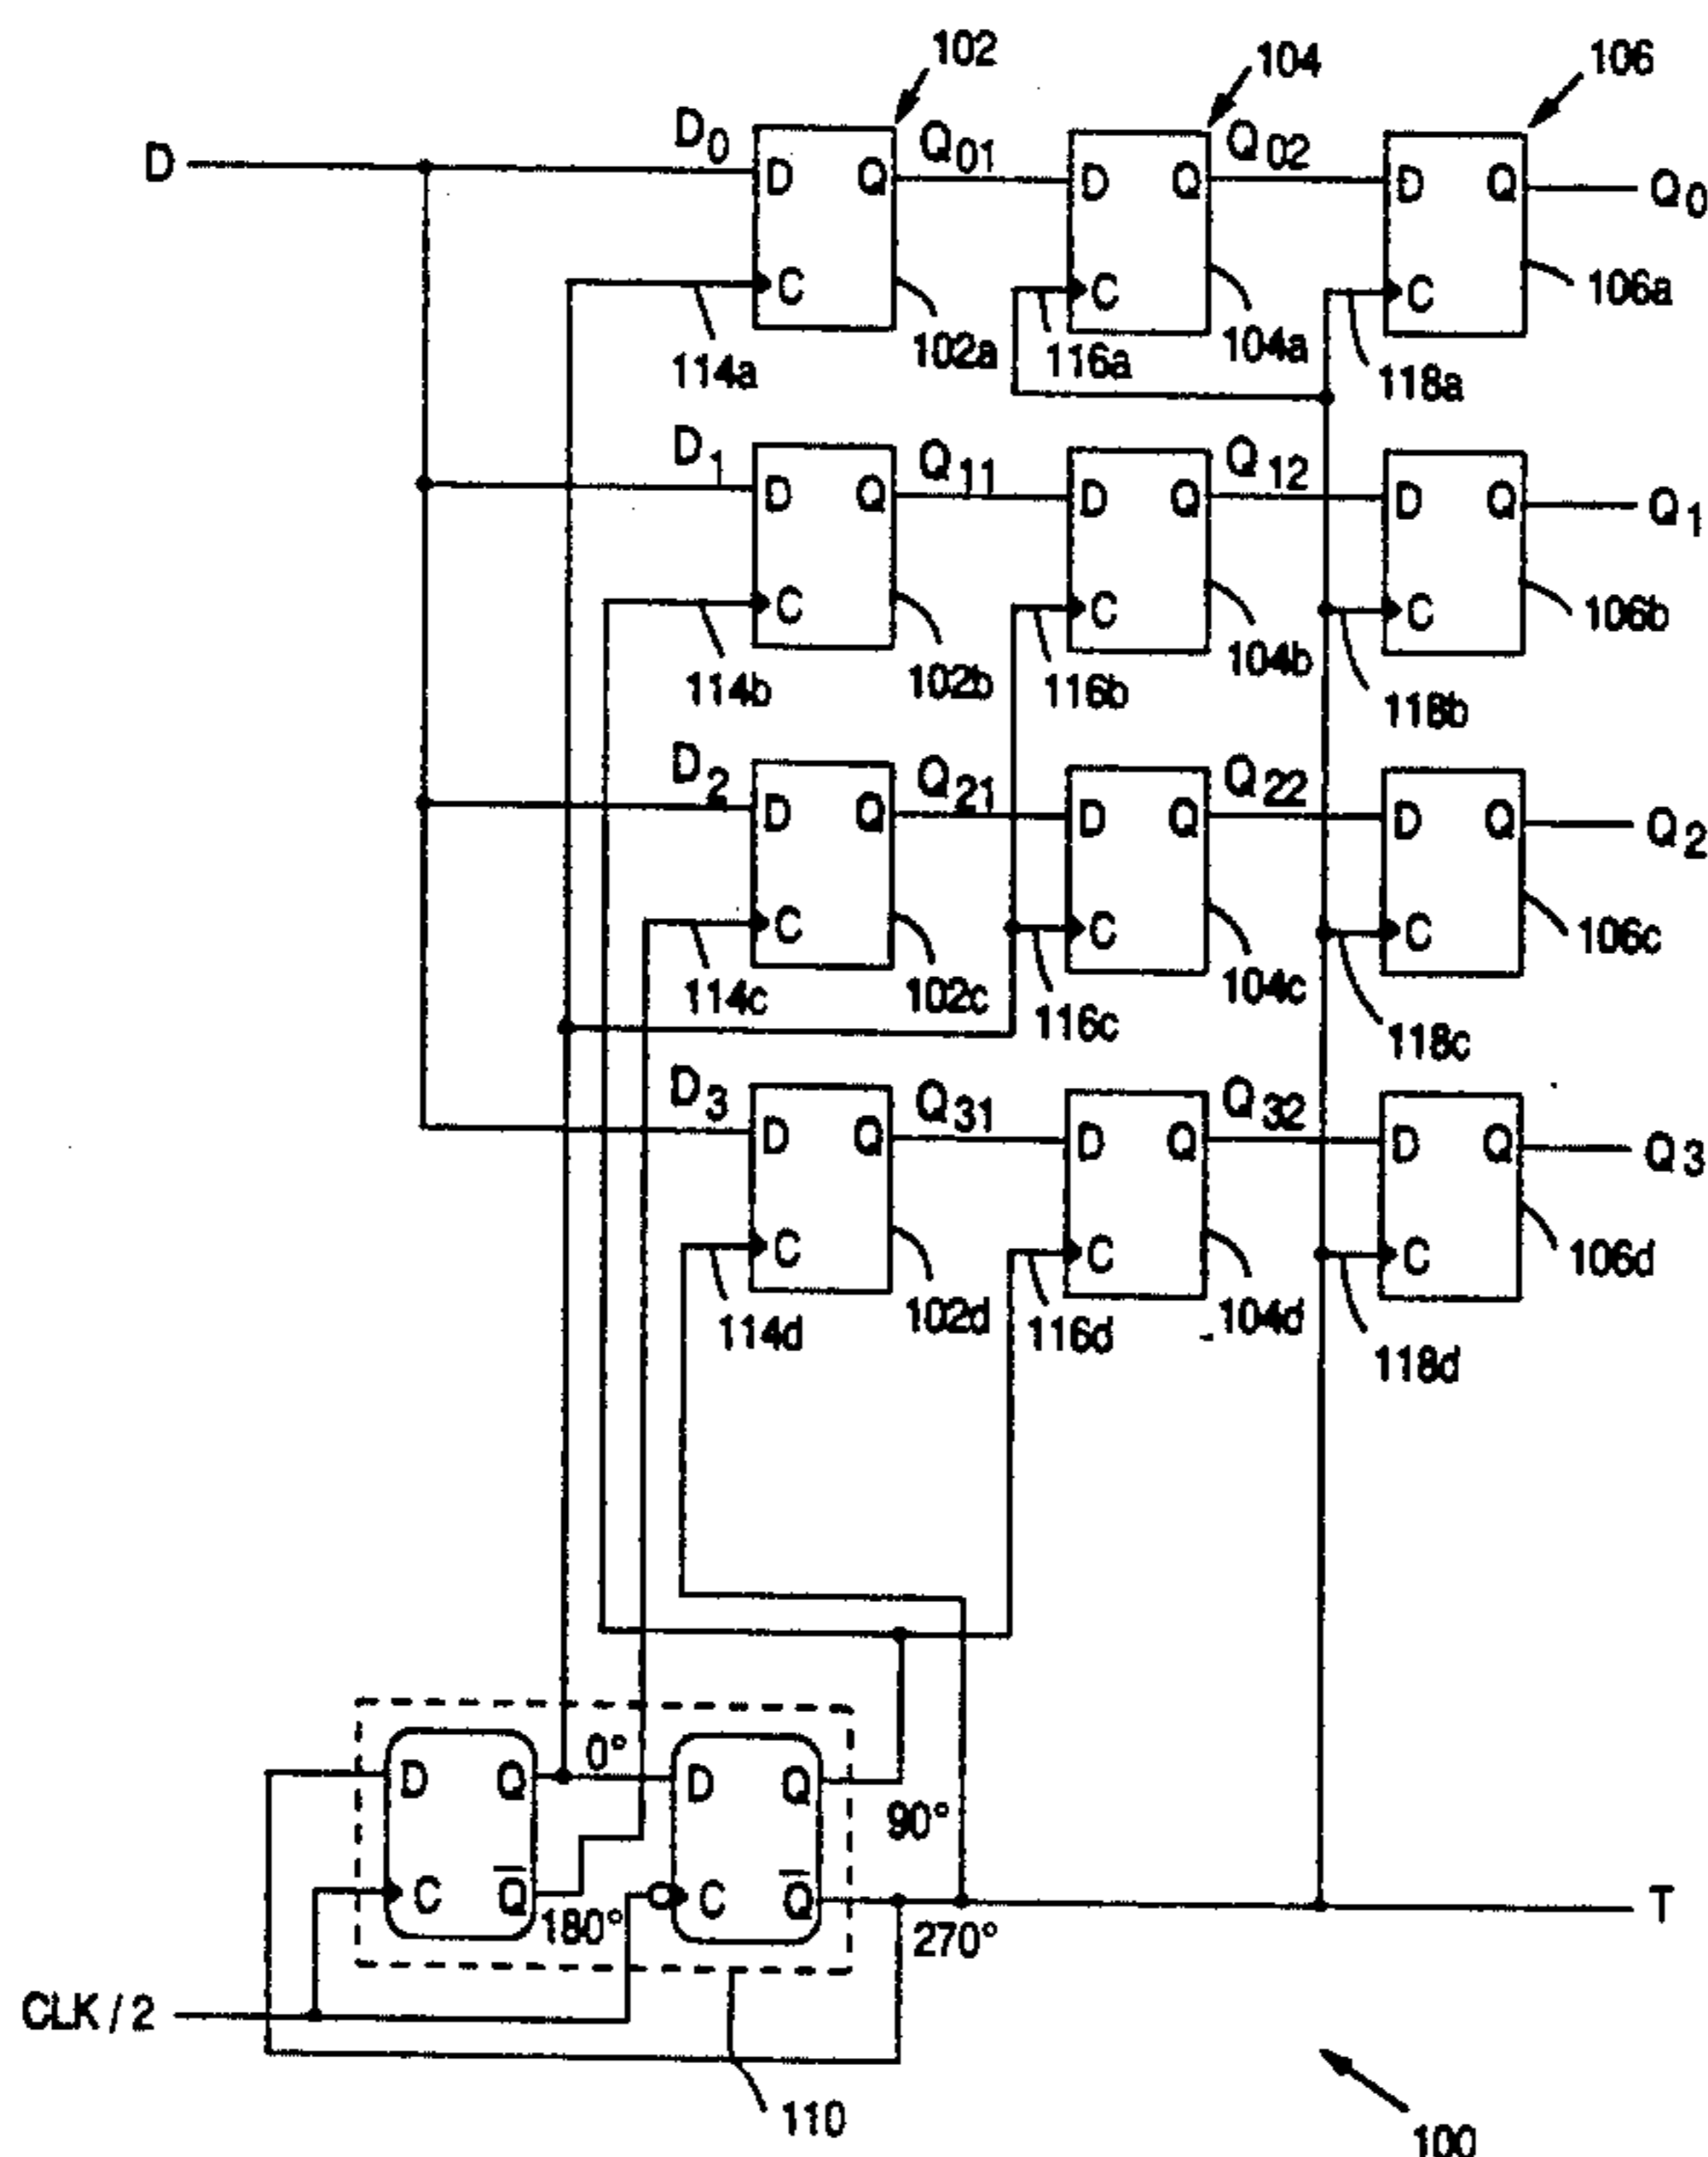 102
104
106
D
D0
D
Q
Q01
D
Q
Q02
D
Q
Q0
C
C
C
106a
114a
102a
116a
104a
118a
D1
D
Q
Q11
D
Q
Q12
D
Q
Q1
C
C
C
106b
114b
102b
116b
104b
118b
D2
D
Q
Q21
D
Q
Q22
D
Q
Q2
C
C
C
106c
114c
102c
116c
104c
118c
D3
D
Q
Q31
D
Q
Q32
D
Q
Q3
C
C
C
106d
114d
102d
116d
104d
118d
D
Q
0°
D
Q
90°
C
Q̅
180°
C
Q̅
270°
T
CLK / 2
110
100